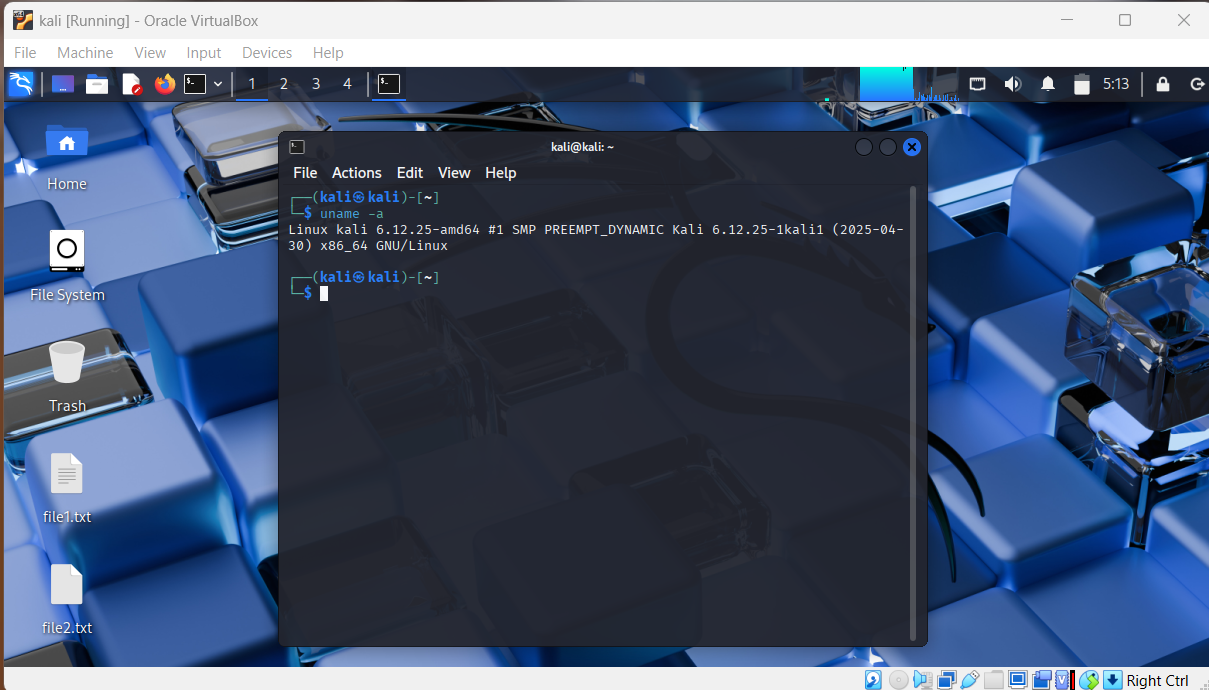 kali [Running] - Oracle VirtualBox
File Machine View Input Devices Help
1 2 3 4 5:13
kali@kali: ~
File Actions Edit View Help
┌──(kali㉿kali)-[~]
└─$ uname -a
Linux kali 6.12.25-amd64 #1 SMP PREEMPT_DYNAMIC Kali 6.12.25-1kali1 (2025-04-
30) x86_64 GNU/Linux
┌──(kali㉿kali)-[~]
└─$
Home
File System
Trash
file1.txt
file2.txt
Right Ctrl